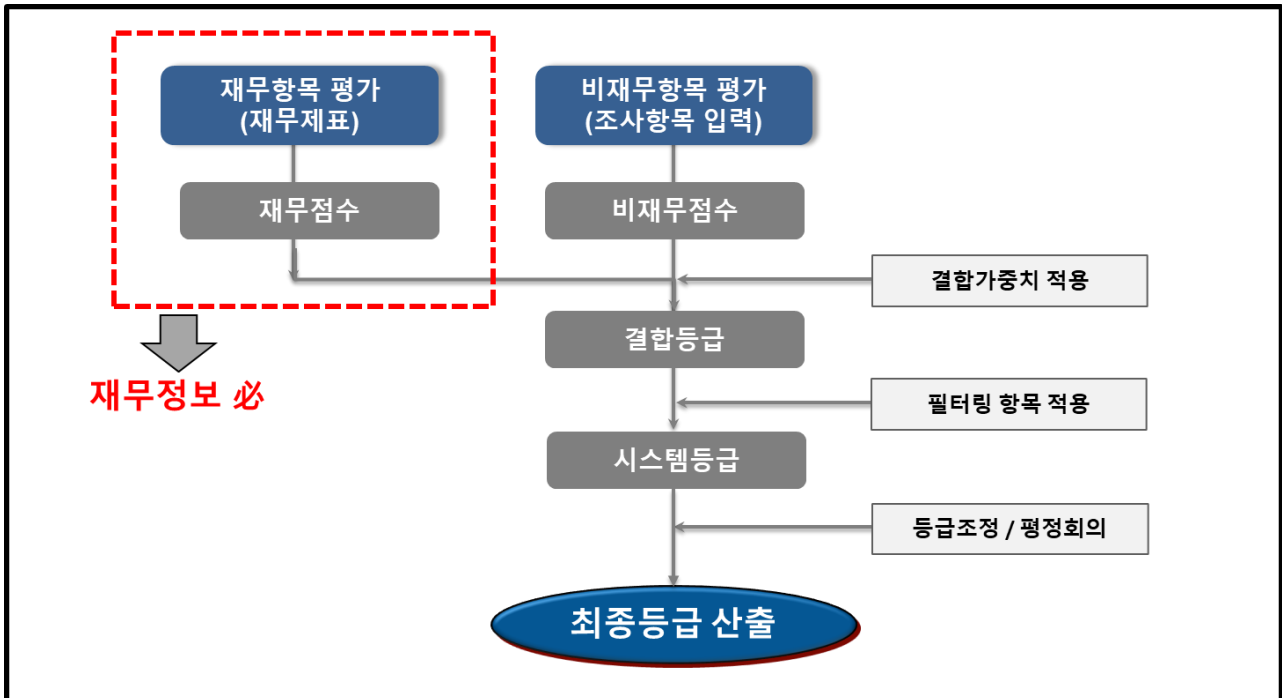 재무항목 평가
(재무제표)
비재무항목 평가
(조사항목 입력)
재무점수
비재무점수
결합가중치 적용
결합등급
재무정보 必
필터링 항목 적용
시스템등급
등급조정 / 평정회의
최종등급 산출